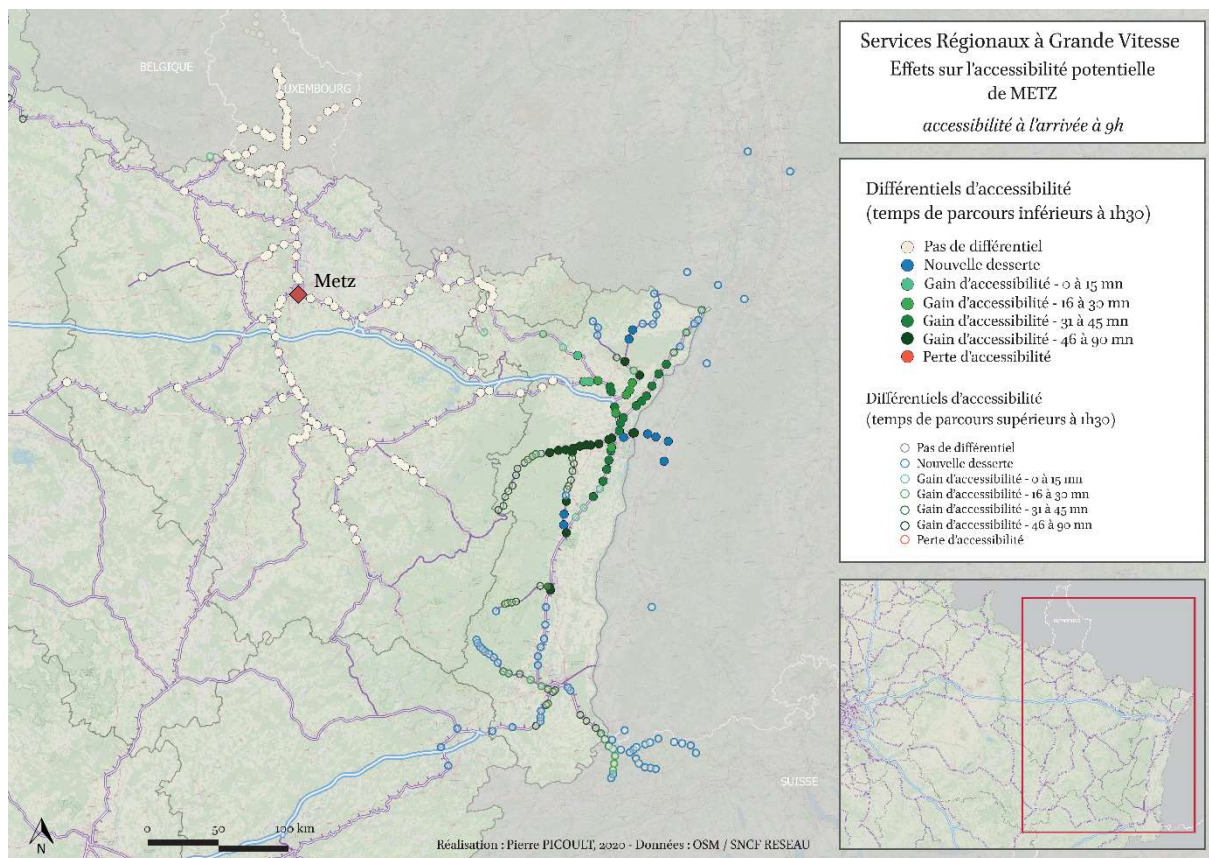 Services Régionaux à Grande Vitesse
Effets sur l'accessibilité potentielle
de METZ
accessibilité à l'arrivée à 9h
BELGIQUE
LUXEMBOURG
Metz
SUISSE
Différentiels d'accessibilité
(temps de parcours inférieurs à 1h30)
Pas de différentiel
Nouvelle desserte
Gain d'accessibilité - 0 à 15 mn
Gain d'accessibilité - 16 à 30 mn
Gain d'accessibilité - 31 à 45 mn
Gain d'accessibilité - 46 à 90 mn
Perte d'accessibilité
Différentiels d'accessibilité
(temps de parcours supérieurs à 1h30)
Pas de différentiel
Nouvelle desserte
Gain d'accessibilité - 0 à 15 mn
Gain d'accessibilité - 16 à 30 mn
Gain d'accessibilité - 31 à 45 mn
Gain d'accessibilité - 46 à 90 mn
Perte d'accessibilité
N
0 50 100 km
Réalisation : Pierre PICOULT, 2020 - Données : OSM / SNCF RESEAU